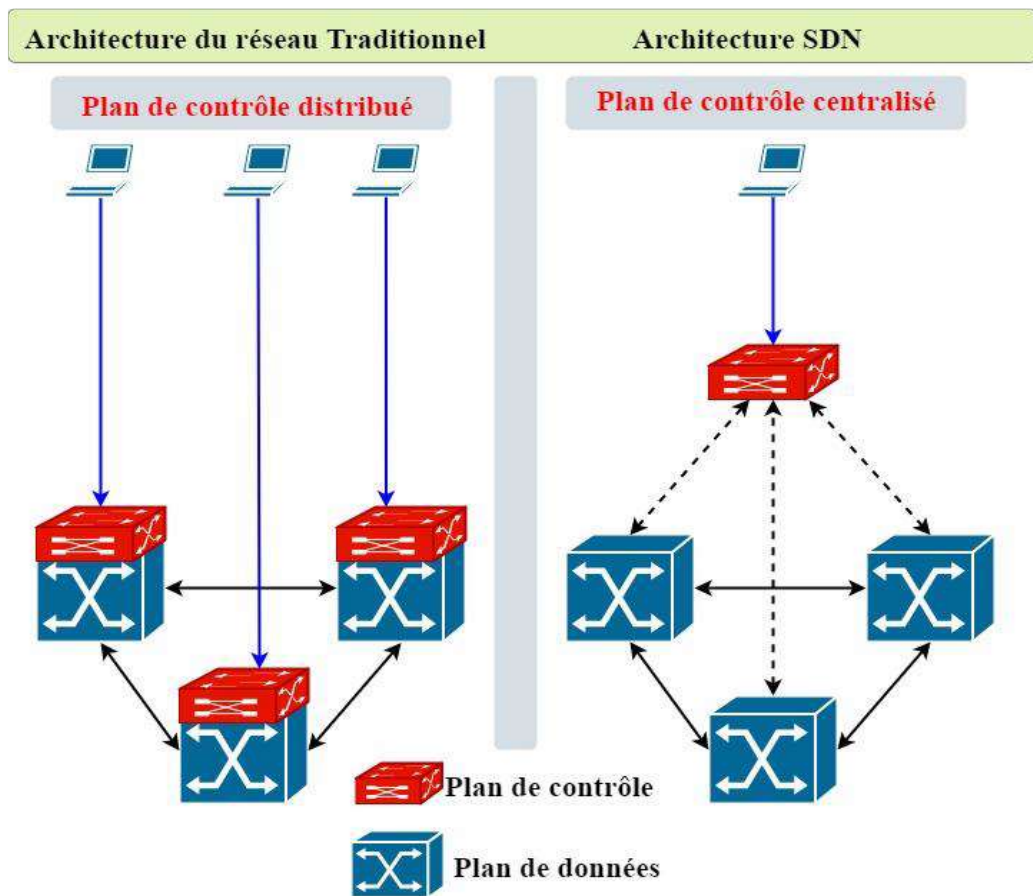 Architecture du réseau Traditionnel
Architecture SDN
Plan de contrôle distribué
Plan de contrôle centralisé
Plan de contrôle
Plan de données